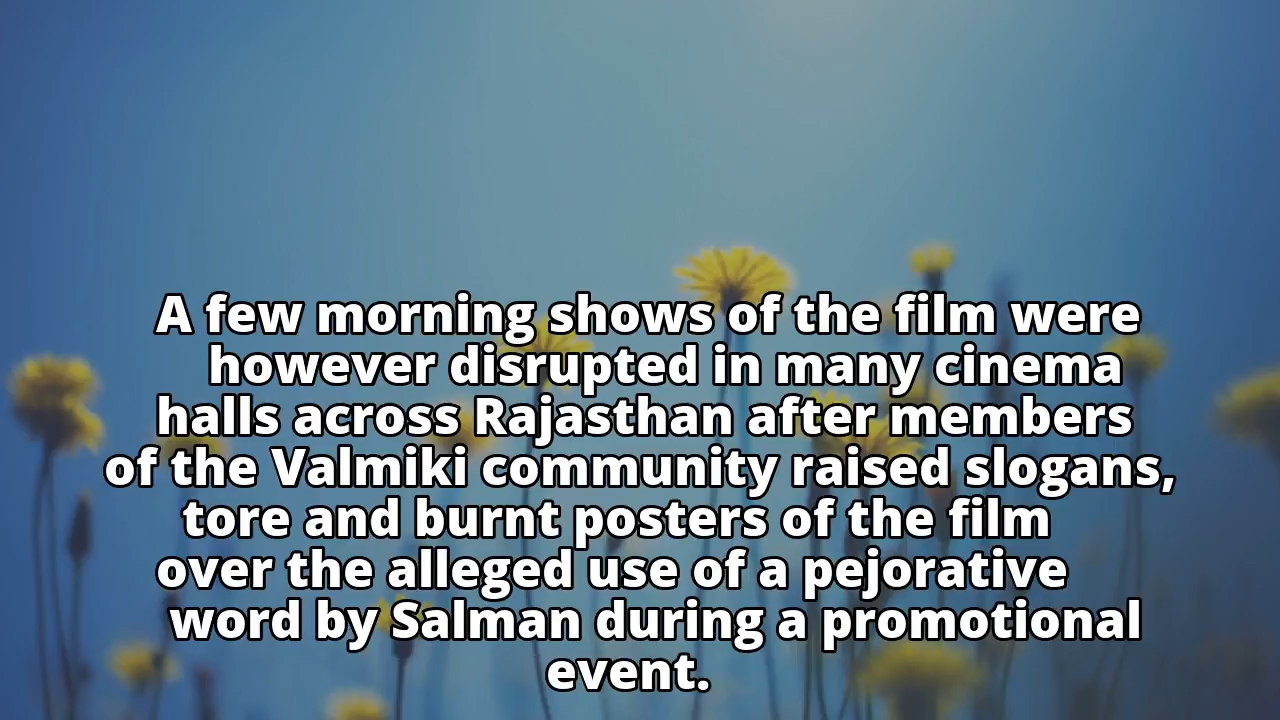 A few morning shows of the film were
however disrupted in many cinema
halls across Rajasthan after members
of the Valmiki community raised slogans,
tore and burnt posters of the film
over the alleged use of a pejorative
word by Salman during a promotional
event.